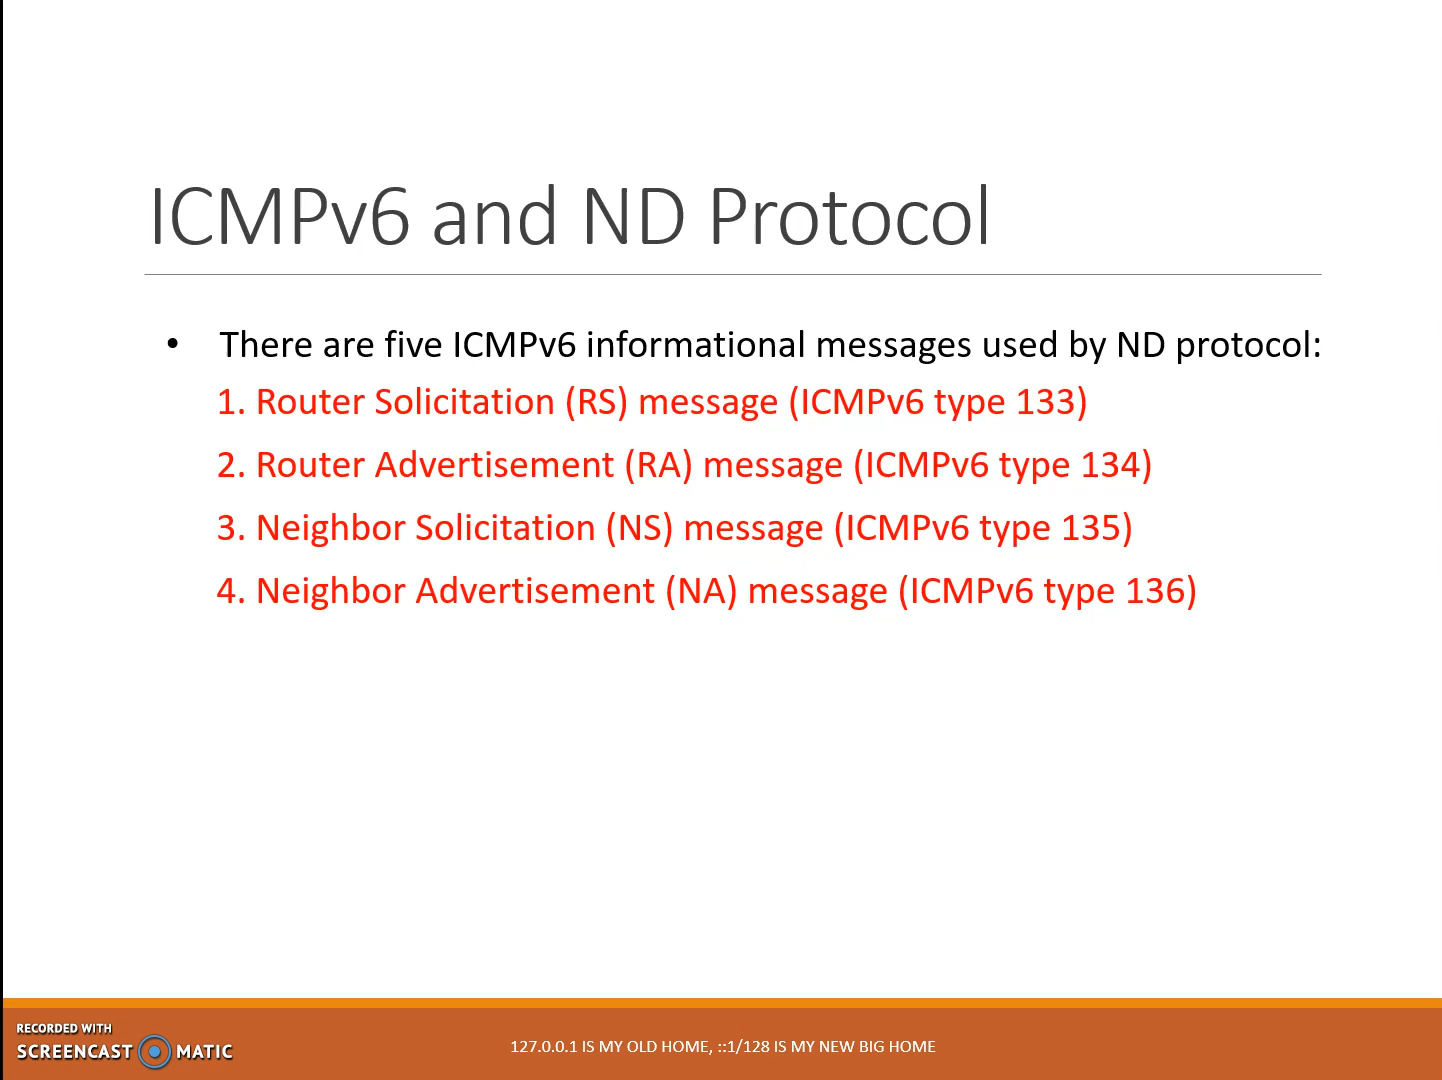 ICMPv6 and ND Protocol
• There are five ICMPv6 informational messages used by ND protocol:
1. Router Solicitation (RS) message (ICMPv6 type 133)
2. Router Advertisement (RA) message (ICMPv6 type 134)
3. Neighbor Solicitation (NS) message (ICMPv6 type 135)
4. Neighbor Advertisement (NA) message (ICMPv6 type 136)
RECORDED WITH
SCREENCAST MATIC
127.0.0.1 IS MY OLD HOME, ::1/128 IS MY NEW BIG HOME